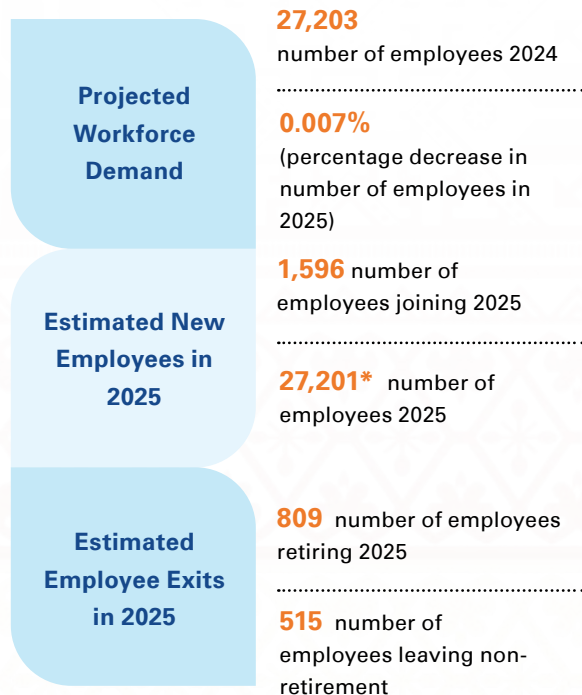 Projected
Workforce
Demand
27,203
number of employees 2024
0.007%
(percentage decrease in
number of employees in
2025)
Estimated New
Employees in
2025
1,596 number of
employees joining 2025
27,201* number of
employees 2025
Estimated
Employee Exits
in 2025
809 number of employees
retiring 2025
515 number of
employees leaving non-
retirement